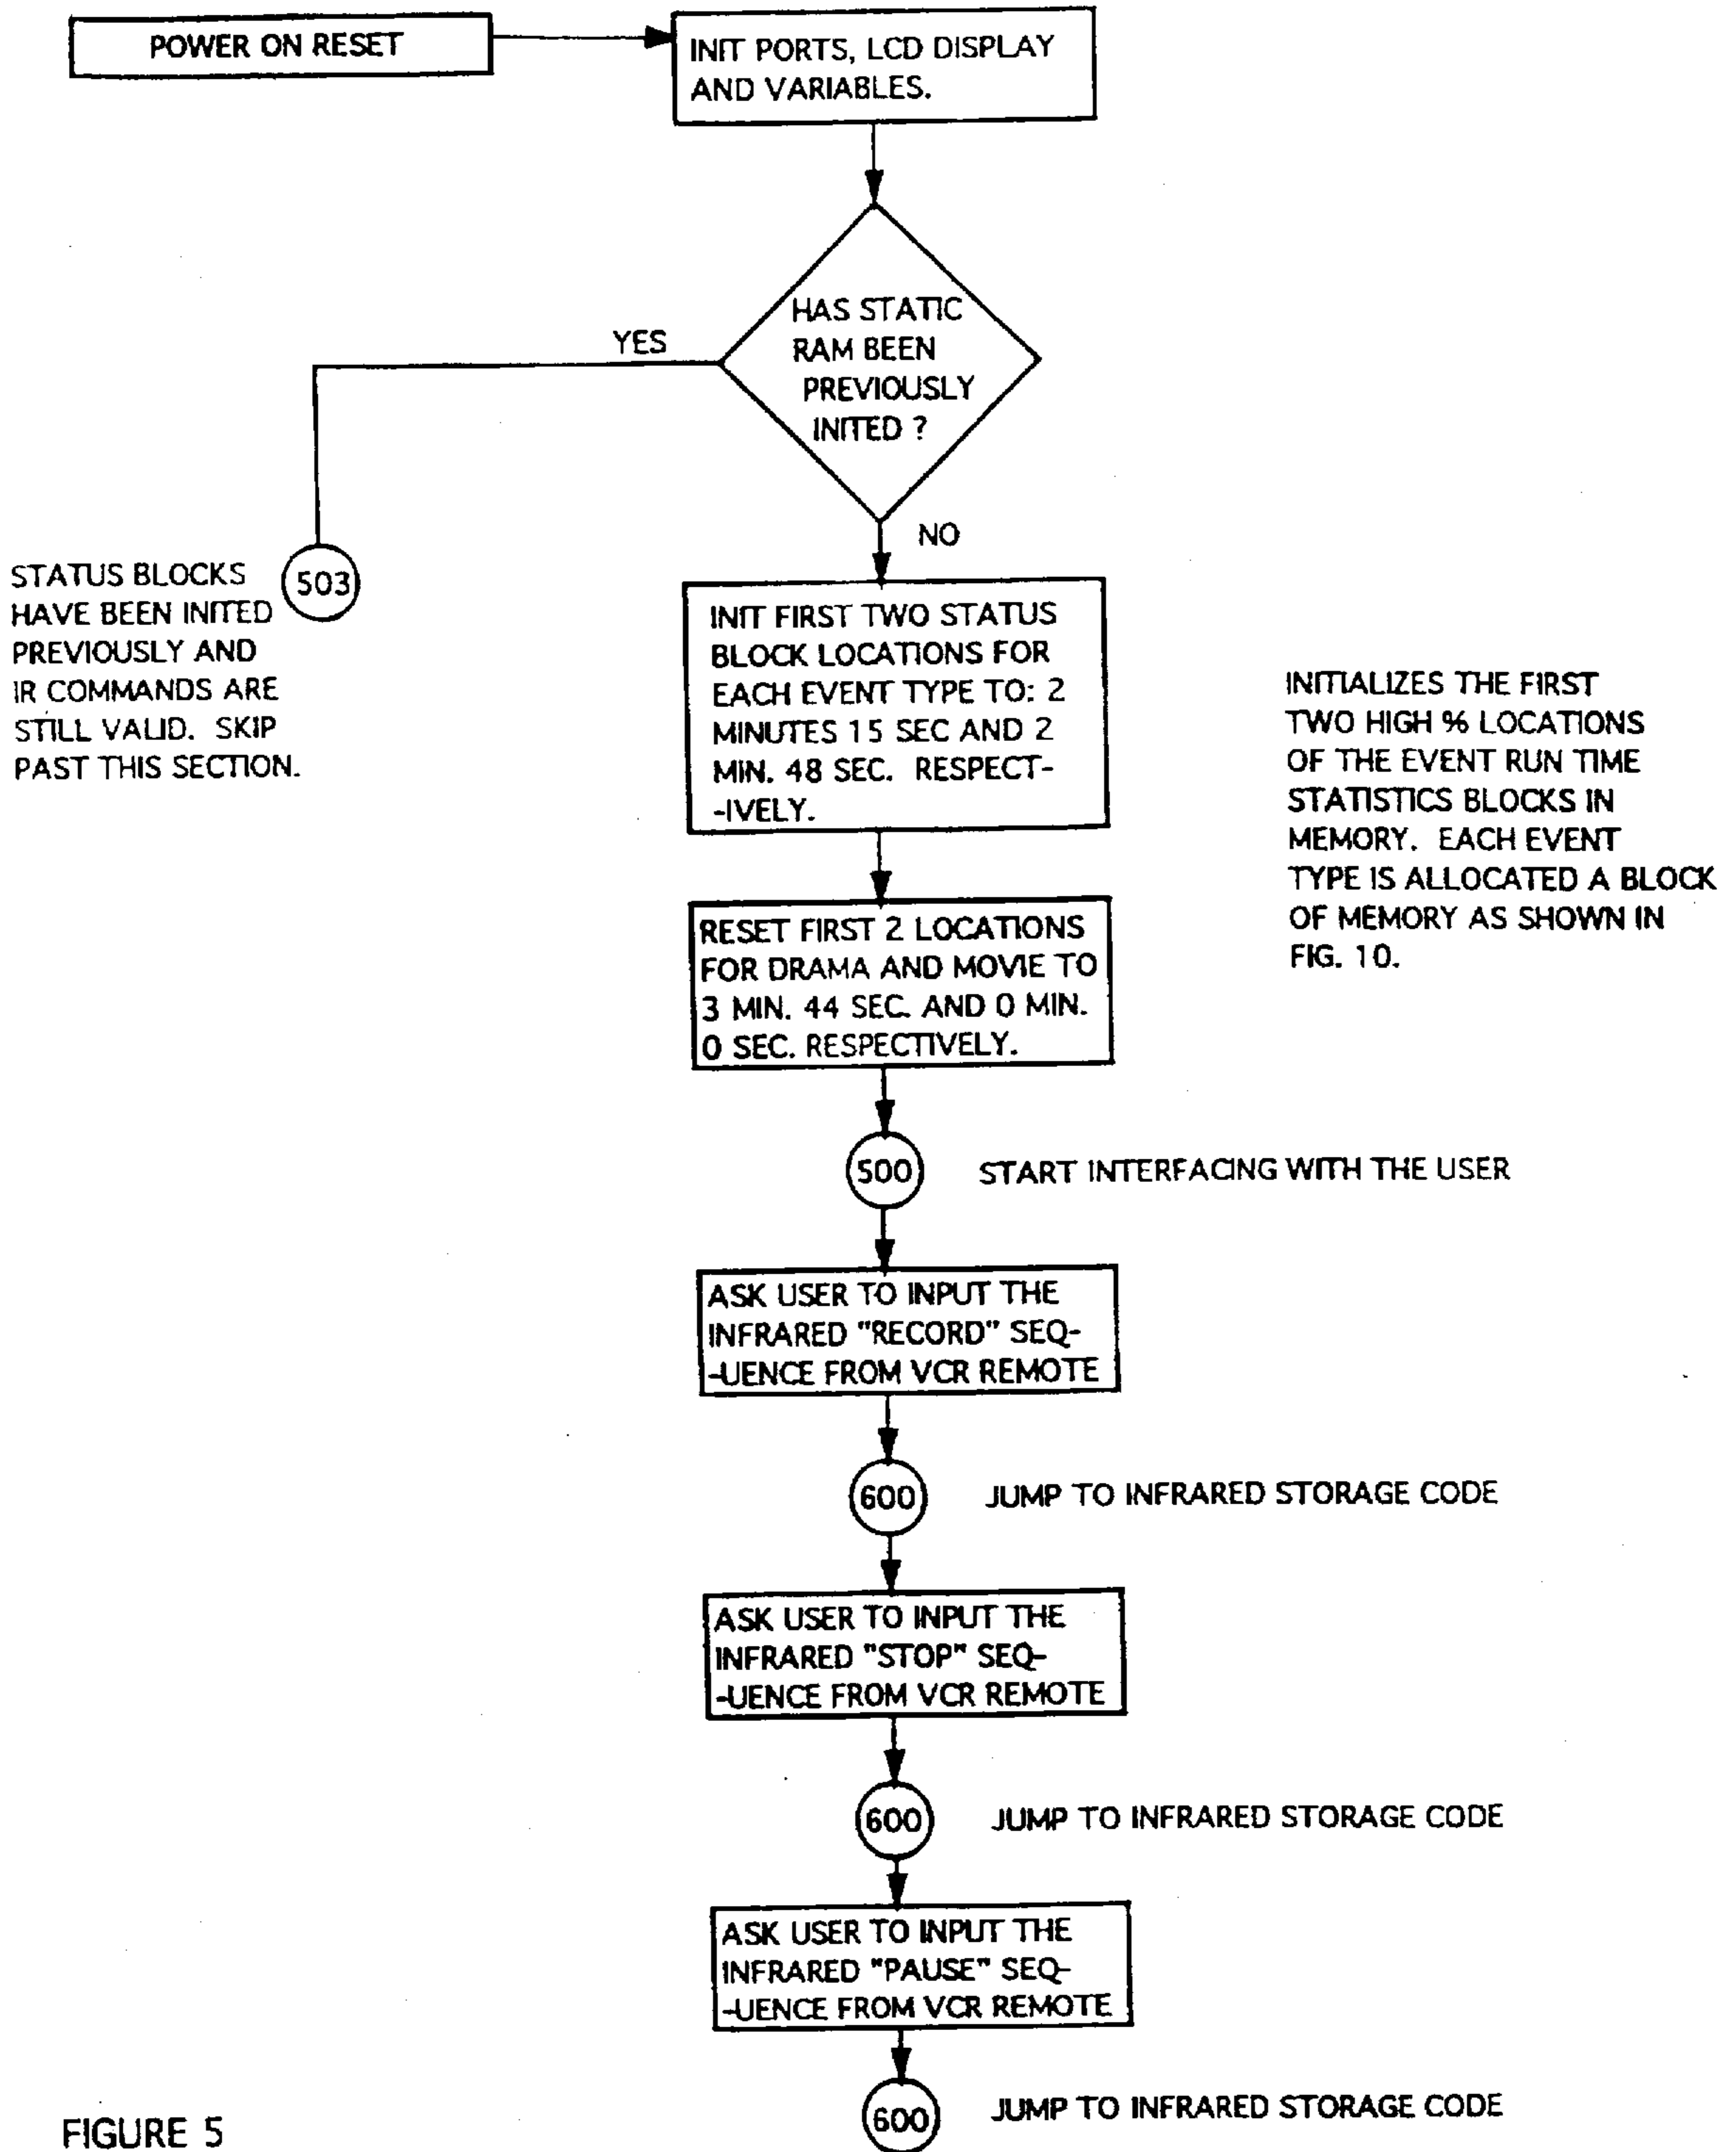 POWER ON RESET
INIT PORTS, LCD DISPLAY
AND VARIABLES.
HAS STATIC
RAM BEEN
PREVIOUSLY
INITED ?
YES
NO
503
STATUS BLOCKS
HAVE BEEN INITED
PREVIOUSLY AND
IR COMMANDS ARE
STILL VALID. SKIP
PAST THIS SECTION.
INIT FIRST TWO STATUS
BLOCK LOCATIONS FOR
EACH EVENT TYPE TO: 2
MINUTES 15 SEC AND 2
MIN. 48 SEC. RESPECT-
-IVELY.
INITIALIZES THE FIRST
TWO HIGH % LOCATIONS
OF THE EVENT RUN TIME
STATISTICS BLOCKS IN
MEMORY. EACH EVENT
TYPE IS ALLOCATED A BLOCK
OF MEMORY AS SHOWN IN
FIG. 10.
RESET FIRST 2 LOCATIONS
FOR DRAMA AND MOVIE TO
3 MIN. 44 SEC. AND 0 MIN.
0 SEC. RESPECTIVELY.
500
START INTERFACING WITH THE USER
ASK USER TO INPUT THE
INFRARED "RECORD" SEQ-
-UENCE FROM VCR REMOTE
600
JUMP TO INFRARED STORAGE CODE
ASK USER TO INPUT THE
INFRARED "STOP" SEQ-
-UENCE FROM VCR REMOTE
600
JUMP TO INFRARED STORAGE CODE
ASK USER TO INPUT THE
INFRARED "PAUSE" SEQ-
-UENCE FROM VCR REMOTE
600
JUMP TO INFRARED STORAGE CODE
FIGURE 5